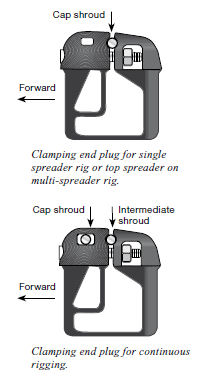 Cap shroud
Forward
Clamping end plug for single
spreader rig or top spreader on
multi-spreader rig.
Cap shroud
Intermediate
shroud
Forward
Clamping end plug for continuous
rigging.